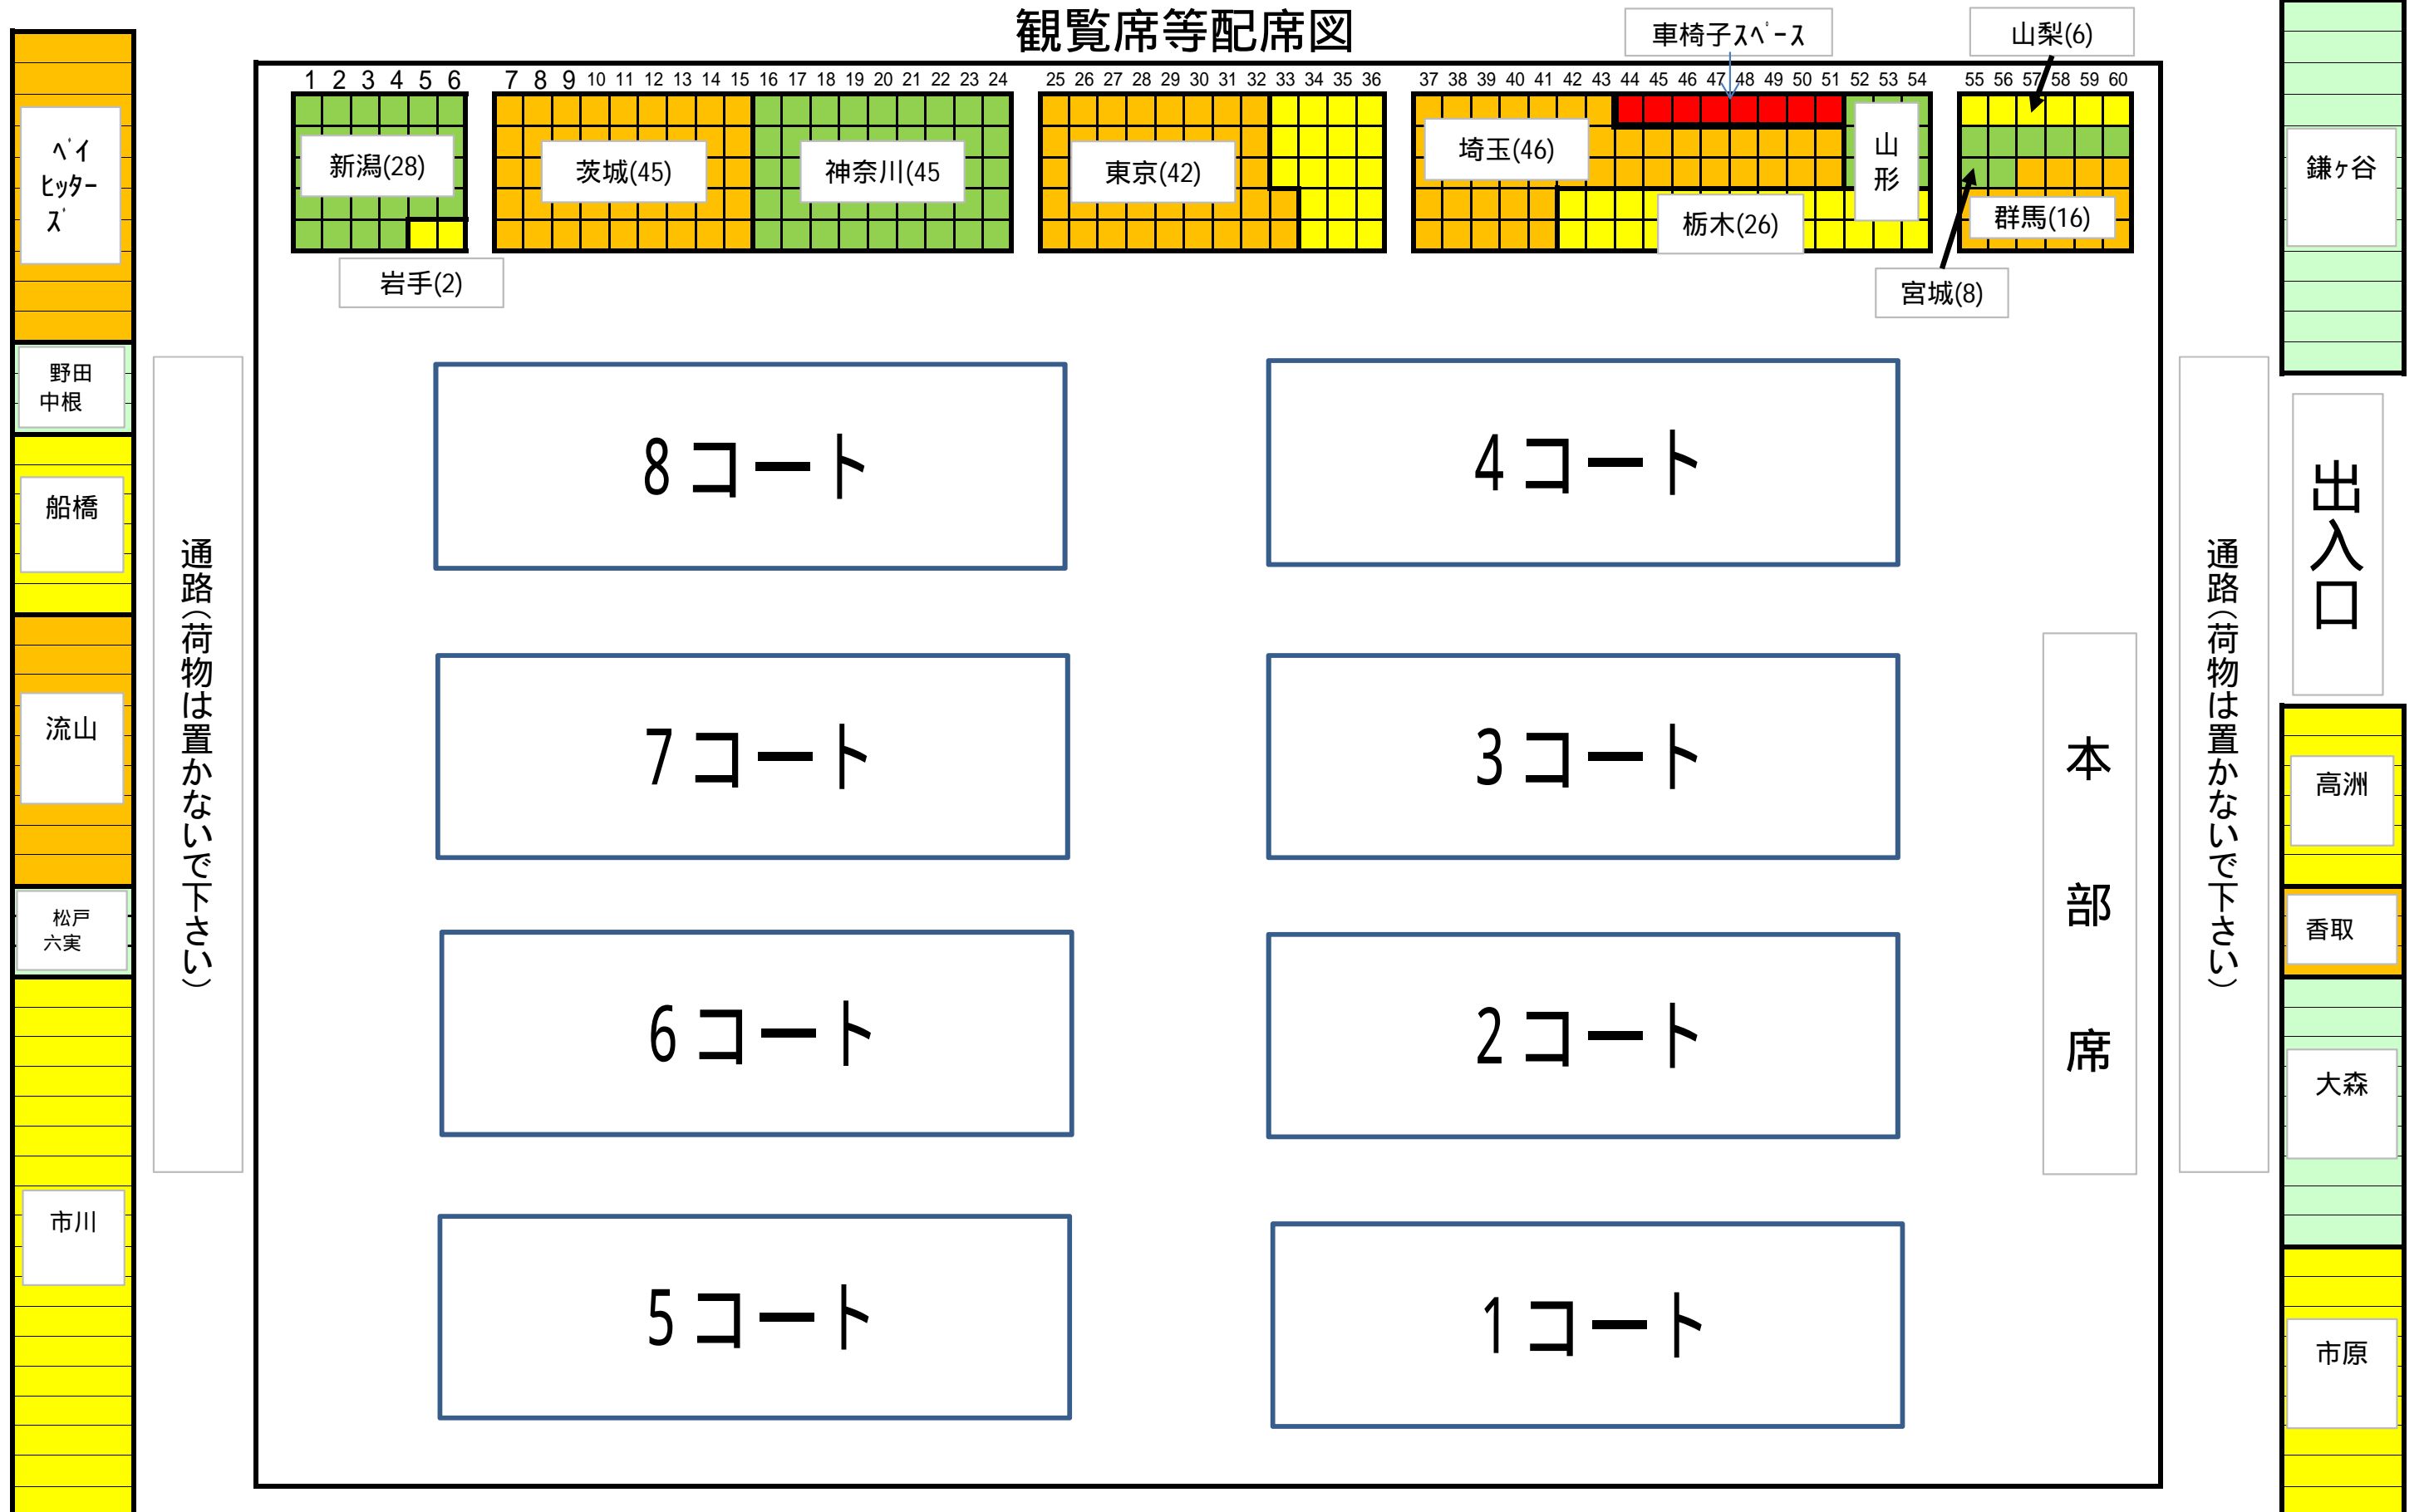 観覧席等配席図
車椅子スペース
山梨(6)
1 2 3 4 5 6 7 8 9 10 11 12 13 14 15 16 17 18 19 20 21 22 23 24 25 26 27 28 29 30 31 32 33 34 35 36 37 38 39 40 41 42 43 44 45 46 47 48 49 50 51 52 53 54 55 56 57 58 59 60
新潟(28)
茨城(45)
神奈川(45
東京(42)
埼玉(46)
山形
栃木(26)
群馬(16)
岩手(2)
宮城(8)
ベイ
ヒッター
ズ
野田
中根
船橋
流山
松戸
六実
市川
通路(荷物は置かないで下さい)
8コート
4コート
7コート
3コート
6コート
2コート
5コート
1コート
本部席
通路(荷物は置かないで下さい)
鎌ヶ谷
出入口
高洲
香取
大森
市原